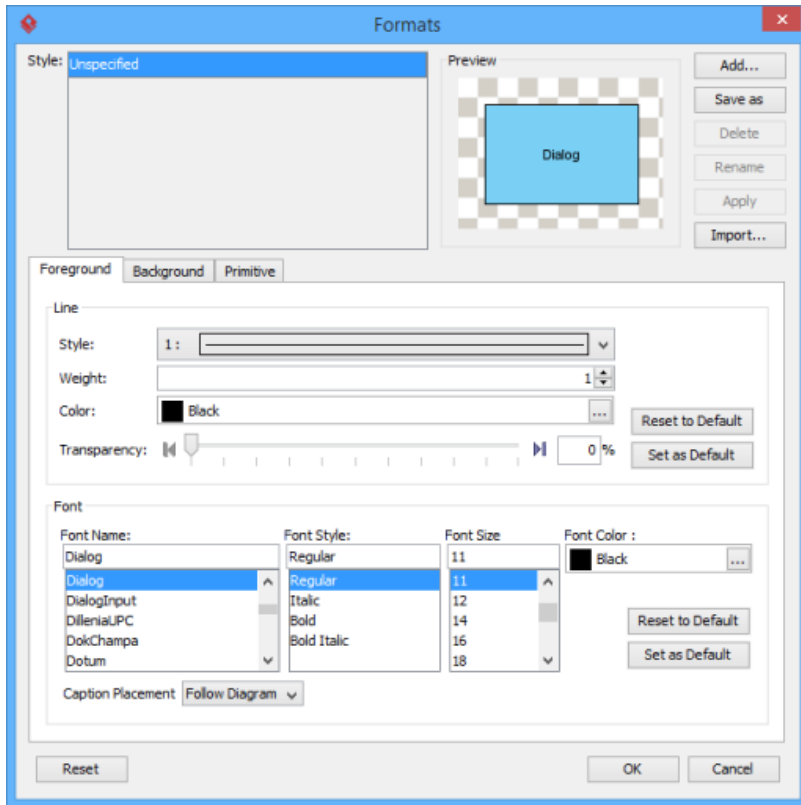 Formats
Style:
Unspecified
Preview
Dialog
Add...
Save as
Delete
Rename
Apply
Import...
Foreground
Background
Primitive
Line
Style:
1 :
Weight:
1
Color:
Black
Transparency:
0 %
Reset to Default
Set as Default
Font
Font Name:
Dialog
Dialog
DialogInput
DilleniaUPC
DokChampa
Dotum
Font Style:
Regular
Regular
Italic
Bold
Bold Italic
Font Size
11
11
12
14
16
18
Font Color :
Black
...
Reset to Default
Set as Default
Caption Placement Follow Diagram
Reset
OK
Cancel